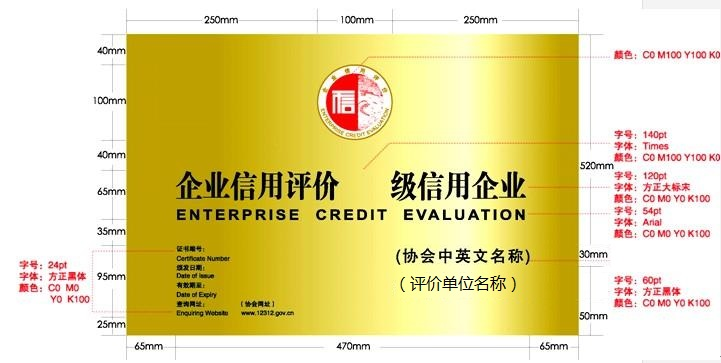 250mm 100mm 250mm
40mm
颜色：C0 M100 Y100 K0
企业信用评价
信
ENTERPRISE CREDIT EVALUATION
100mm
40mm
字号：140pt
字体：Times
颜色：C0 M100 Y100 K0
520mm
企业信用评价 级信用企业
65mm
字号：120pt
字体：方正大标宋
颜色：C0 M0 Y0 K100
ENTERPRISE CREDIT EVALUATION
字号：54pt
字体：Arial
颜色：C0 M0 Y0 K100
35mm
证书编号：
Certificate Number
颁发日期：
Date of Issue
有效期至：
Date of Expiry
查询网址：（协会网址）
Enquiring Website www.12312.gov.cn
(协会中英文名称)
30mm
（评价单位名称）
字号：24pt
字体：方正黑体
颜色：C0 M0
Y0 K100
95mm
字号：60pt
字体：方正黑体
颜色：C0 M0 Y0 K100
25mm
50mm
65mm 470mm 65mm